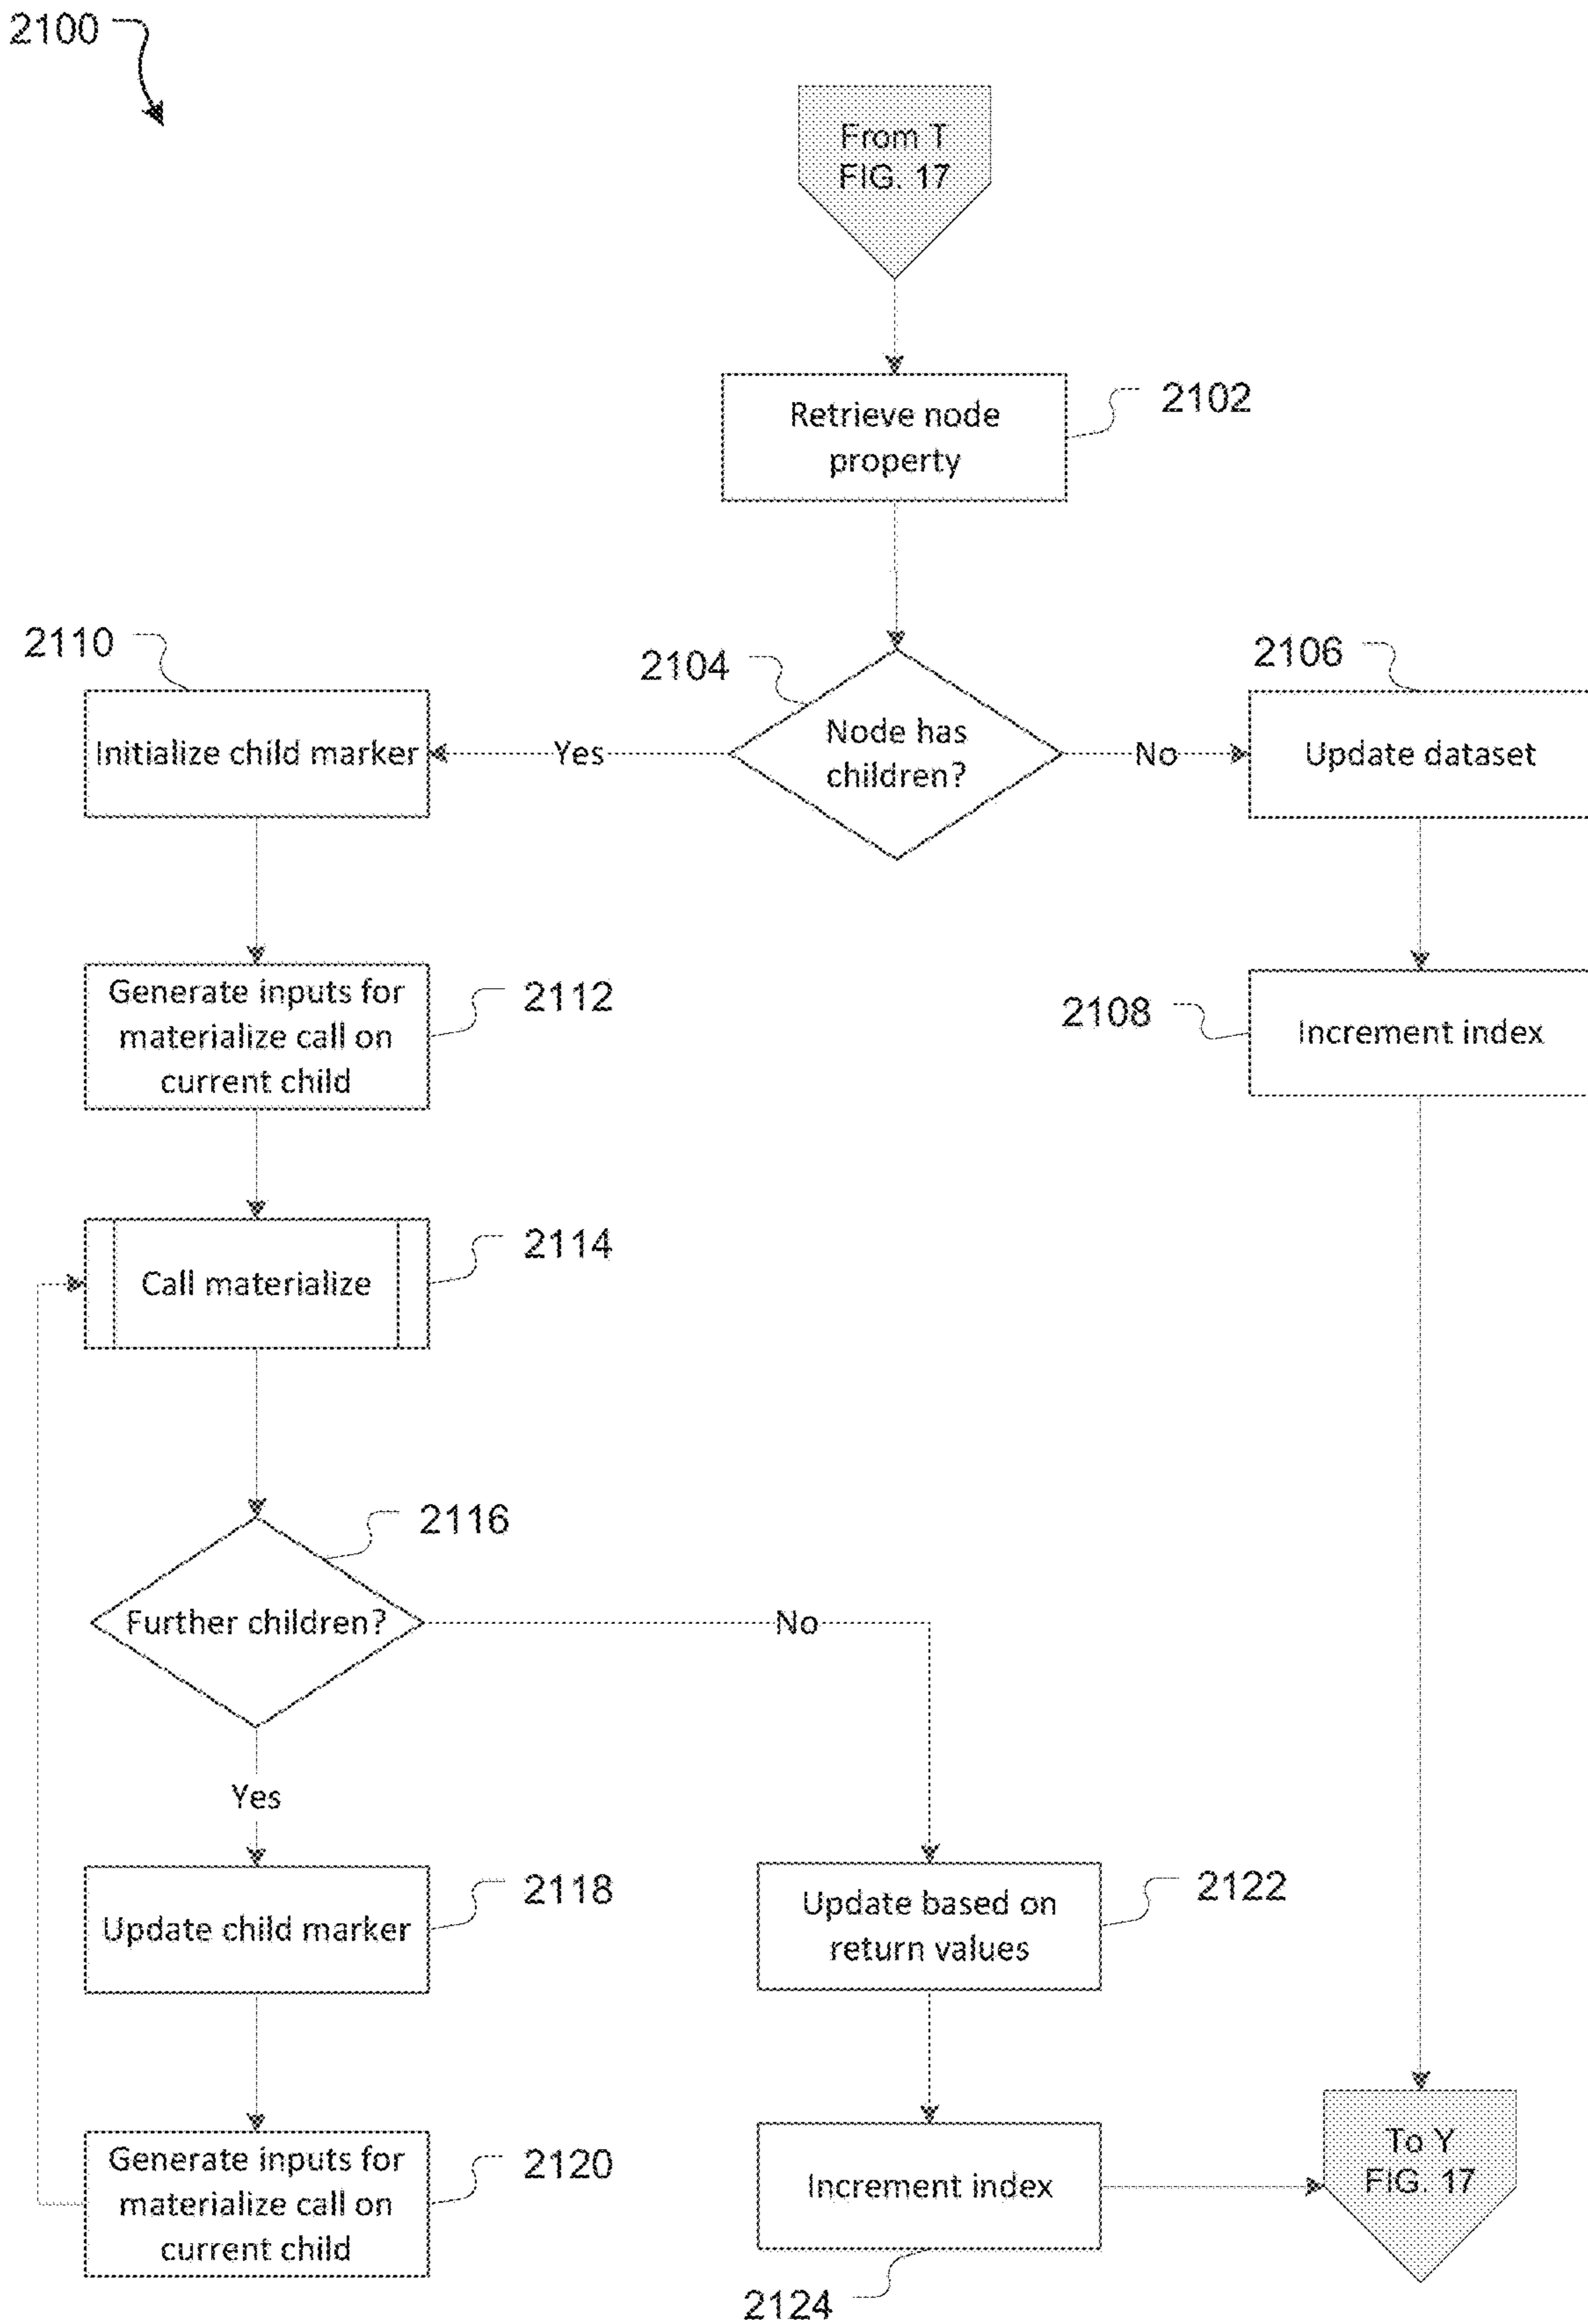 2100
From T
FIG. 17
Retrieve node
property
2102
2110
2104
2106
Initialize child marker
Yes
Node has
children?
No
Update dataset
Generate inputs for
materialize call on
current child
2112
2108
Increment index
Call materialize
2114
2116
Further children?
No
Yes
Update child marker
2118
Update based on
return values
2122
Generate inputs for
materialize call on
current child
2120
Increment index
To Y
FIG. 17
2124